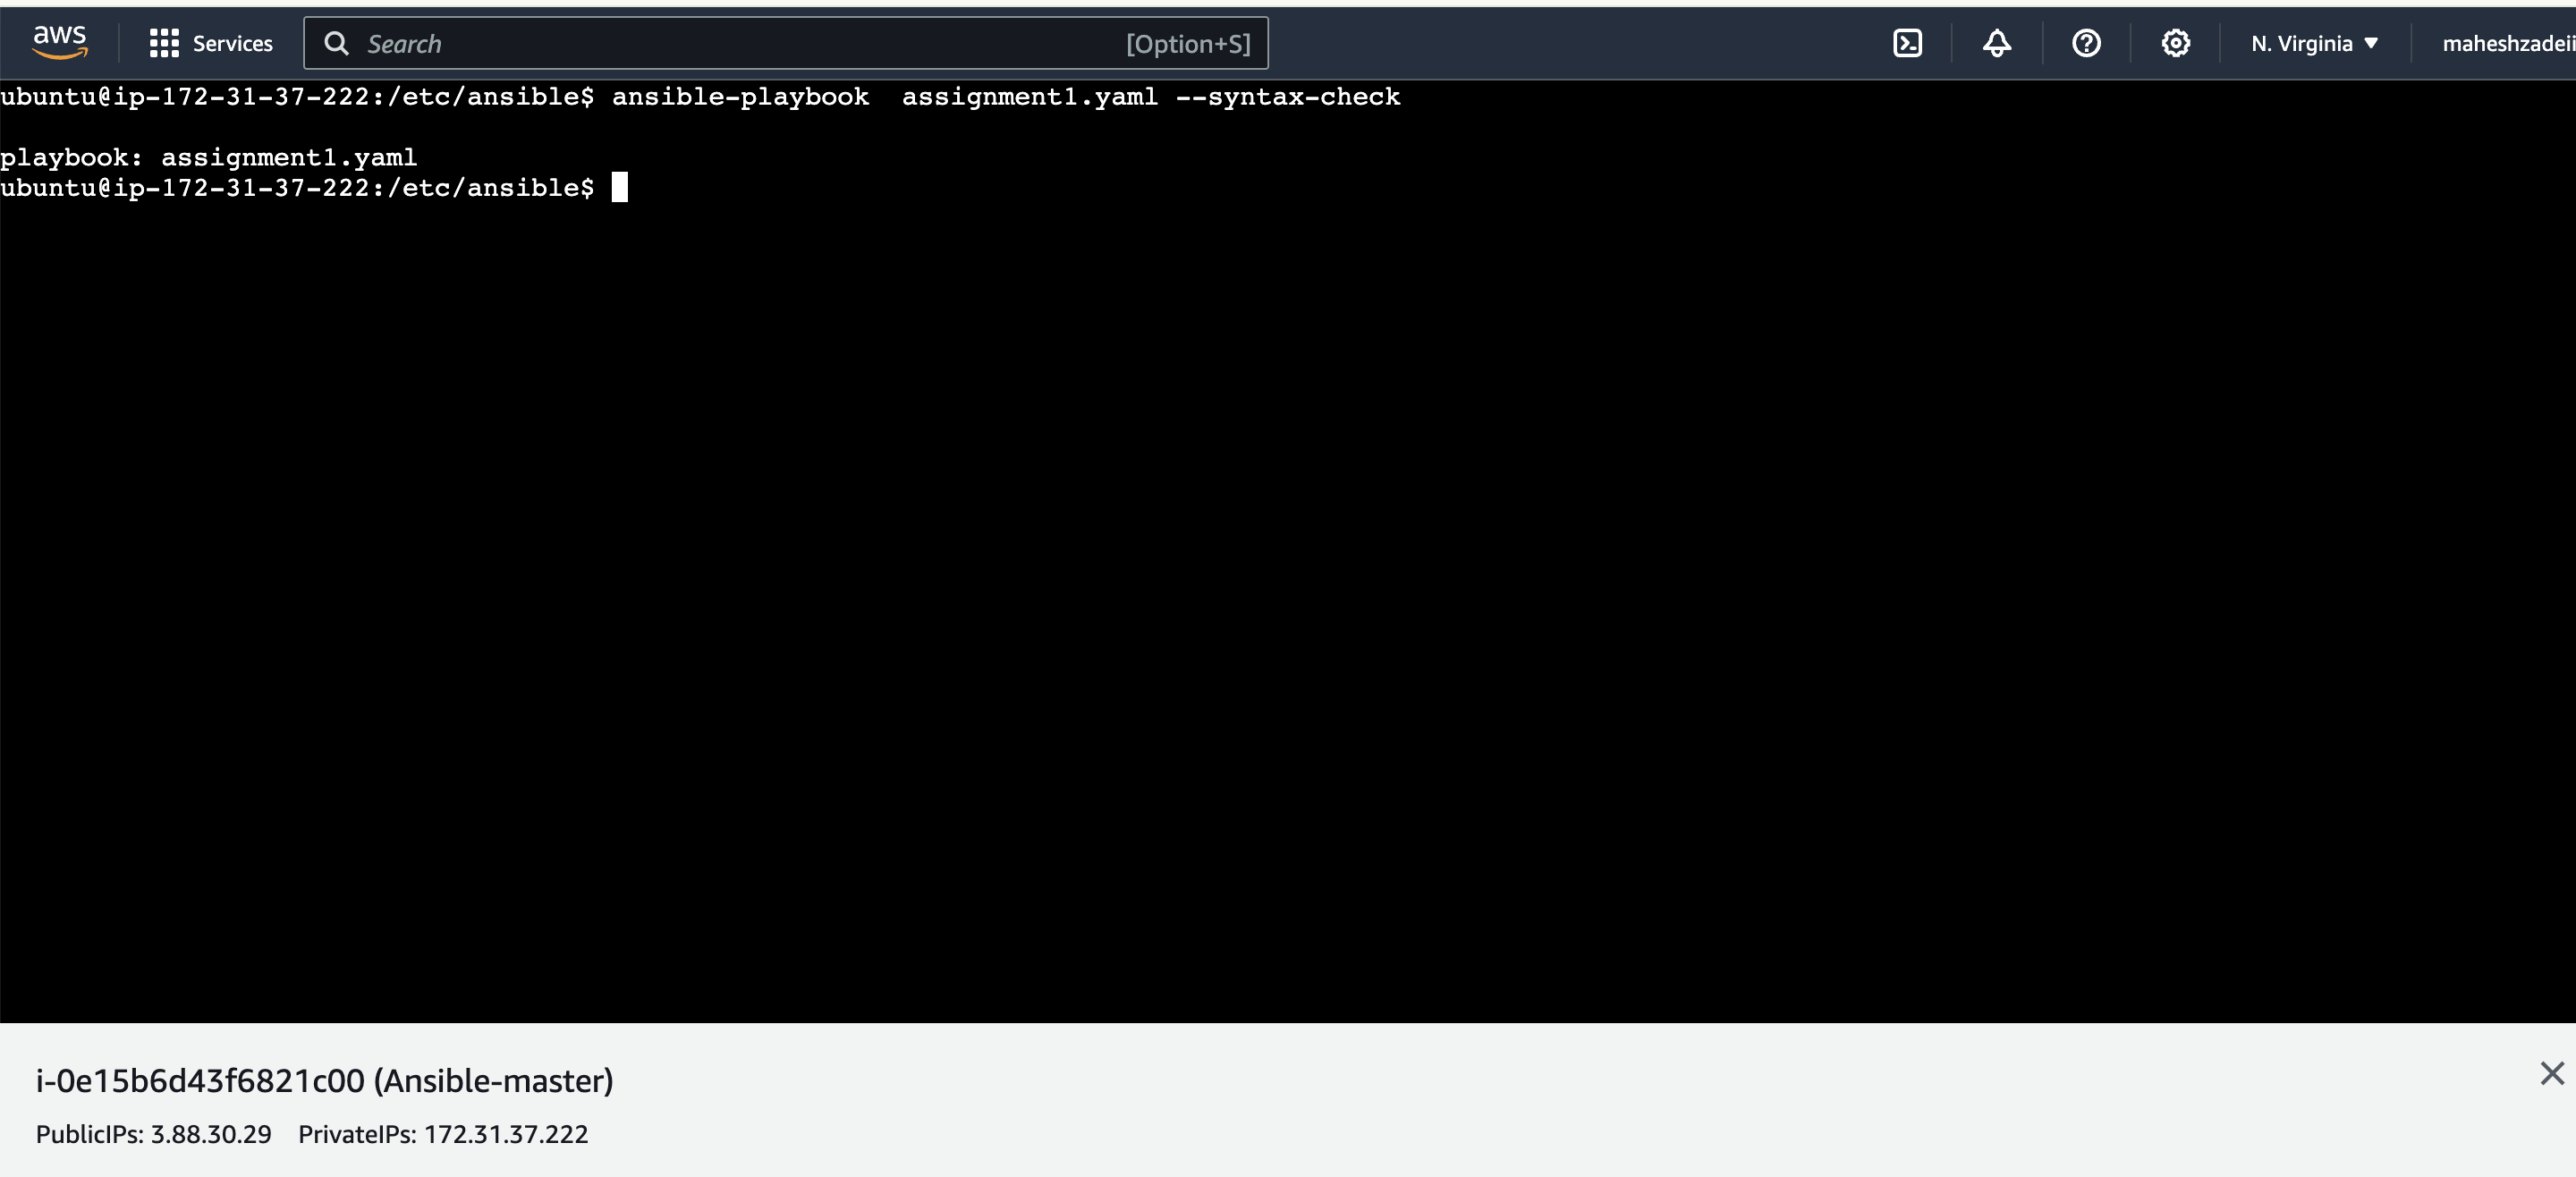 aws Services Search [Option+S] N. Virginia maheshzadeii
ubuntu@ip-172-31-37-222:/etc/ansible$ ansible-playbook  assignment1.yaml --syntax-check
playbook: assignment1.yaml
ubuntu@ip-172-31-37-222:/etc/ansible$
i-0e15b6d43f6821c00 (Ansible-master)
PublicIPs: 3.88.30.29 PrivateIPs: 172.31.37.222